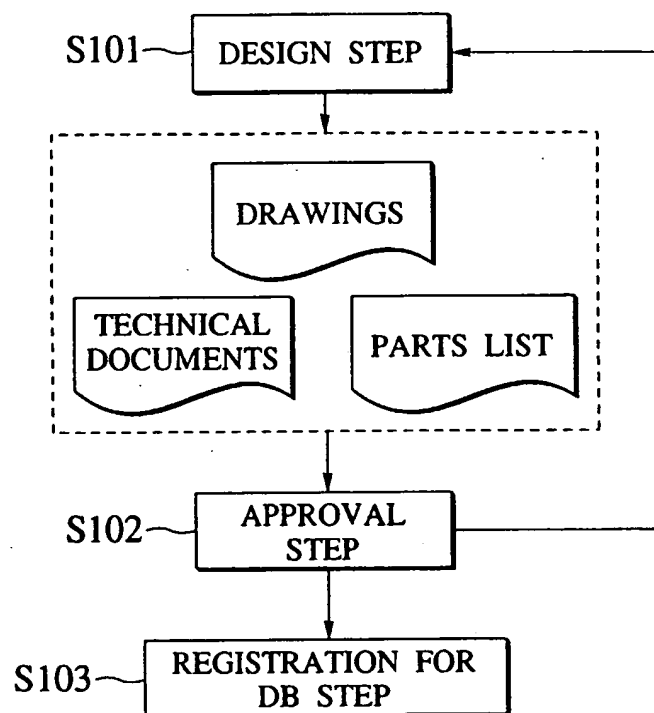 S101
DESIGN STEP
DRAWINGS
TECHNICAL
DOCUMENTS
PARTS LIST
S102
APPROVAL
STEP
S103
REGISTRATION FOR
DB STEP